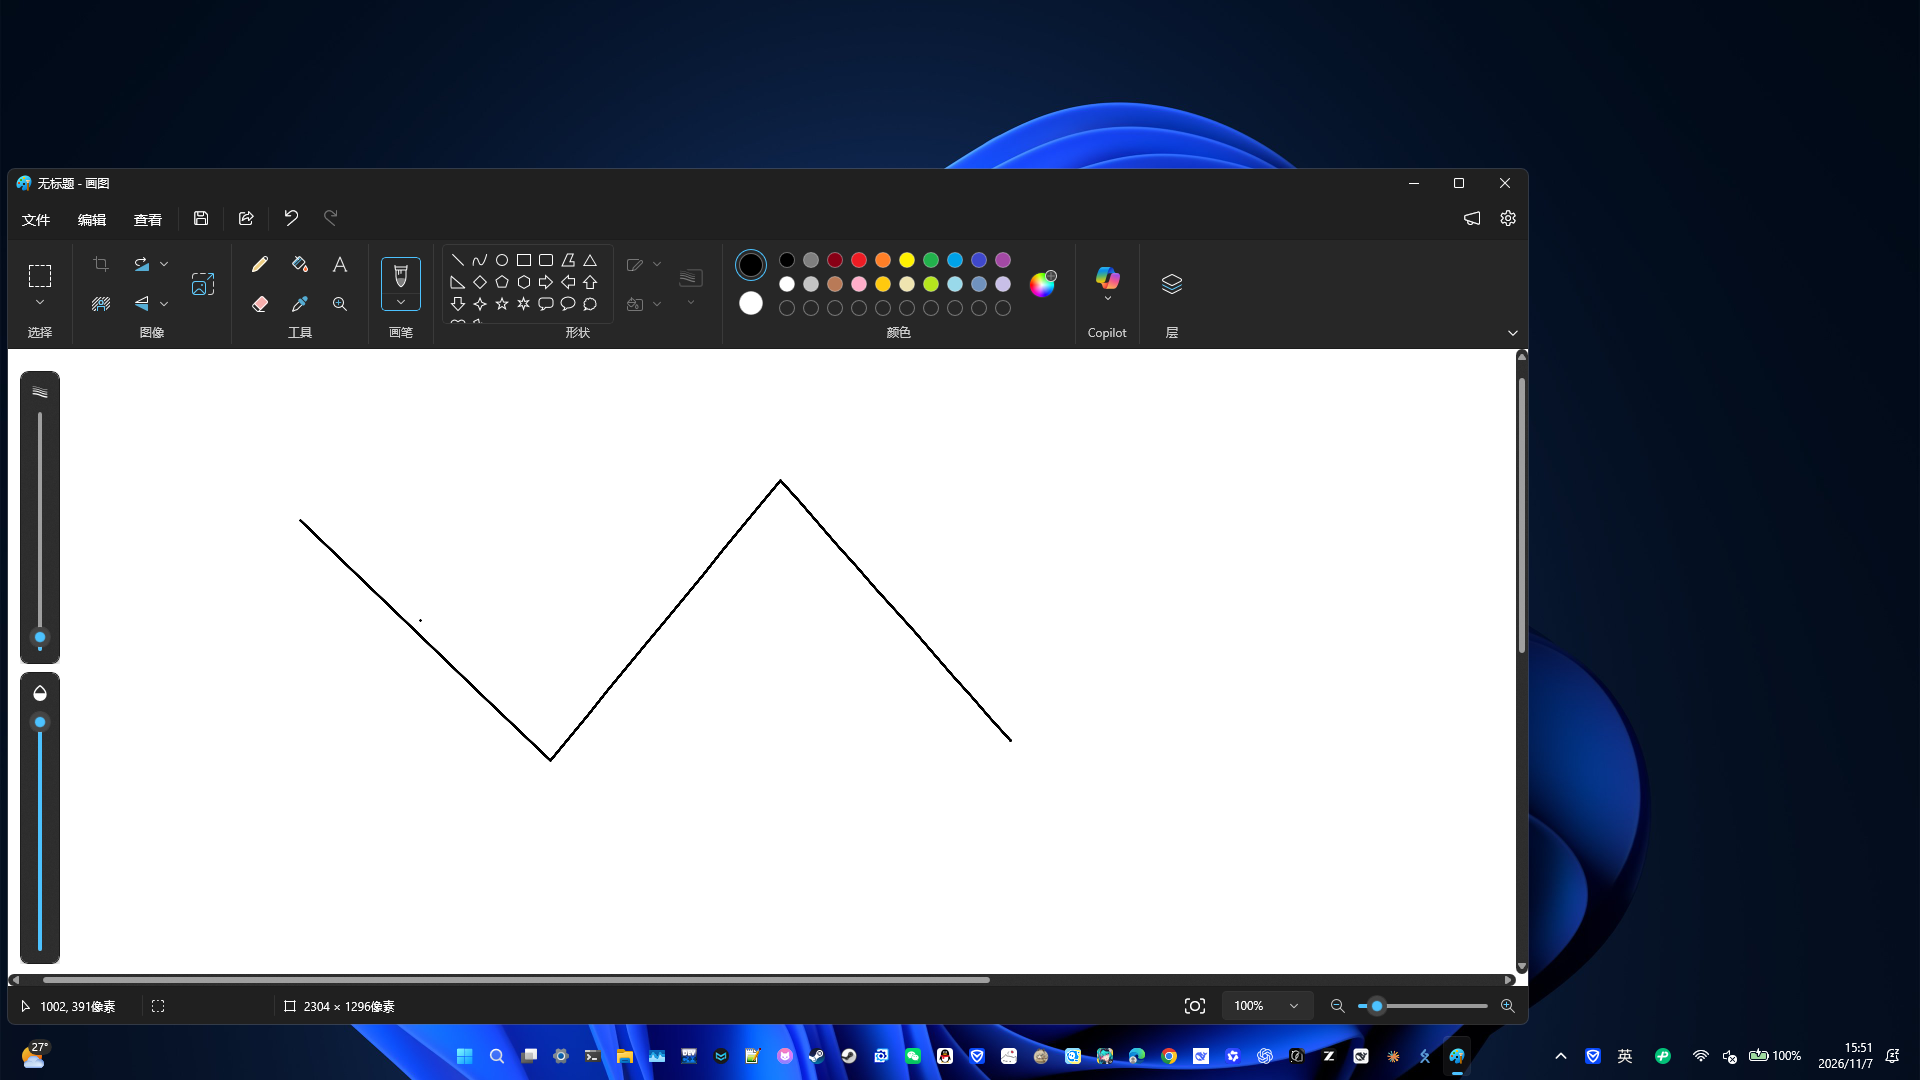 无标题 - 画图
文件 编辑 查看
选择 图像 工具 画笔 形状 颜色 Copilot 层
1002, 391像素 2304 × 1296像素 100%
27° 英 100% 15:51
2026/11/7